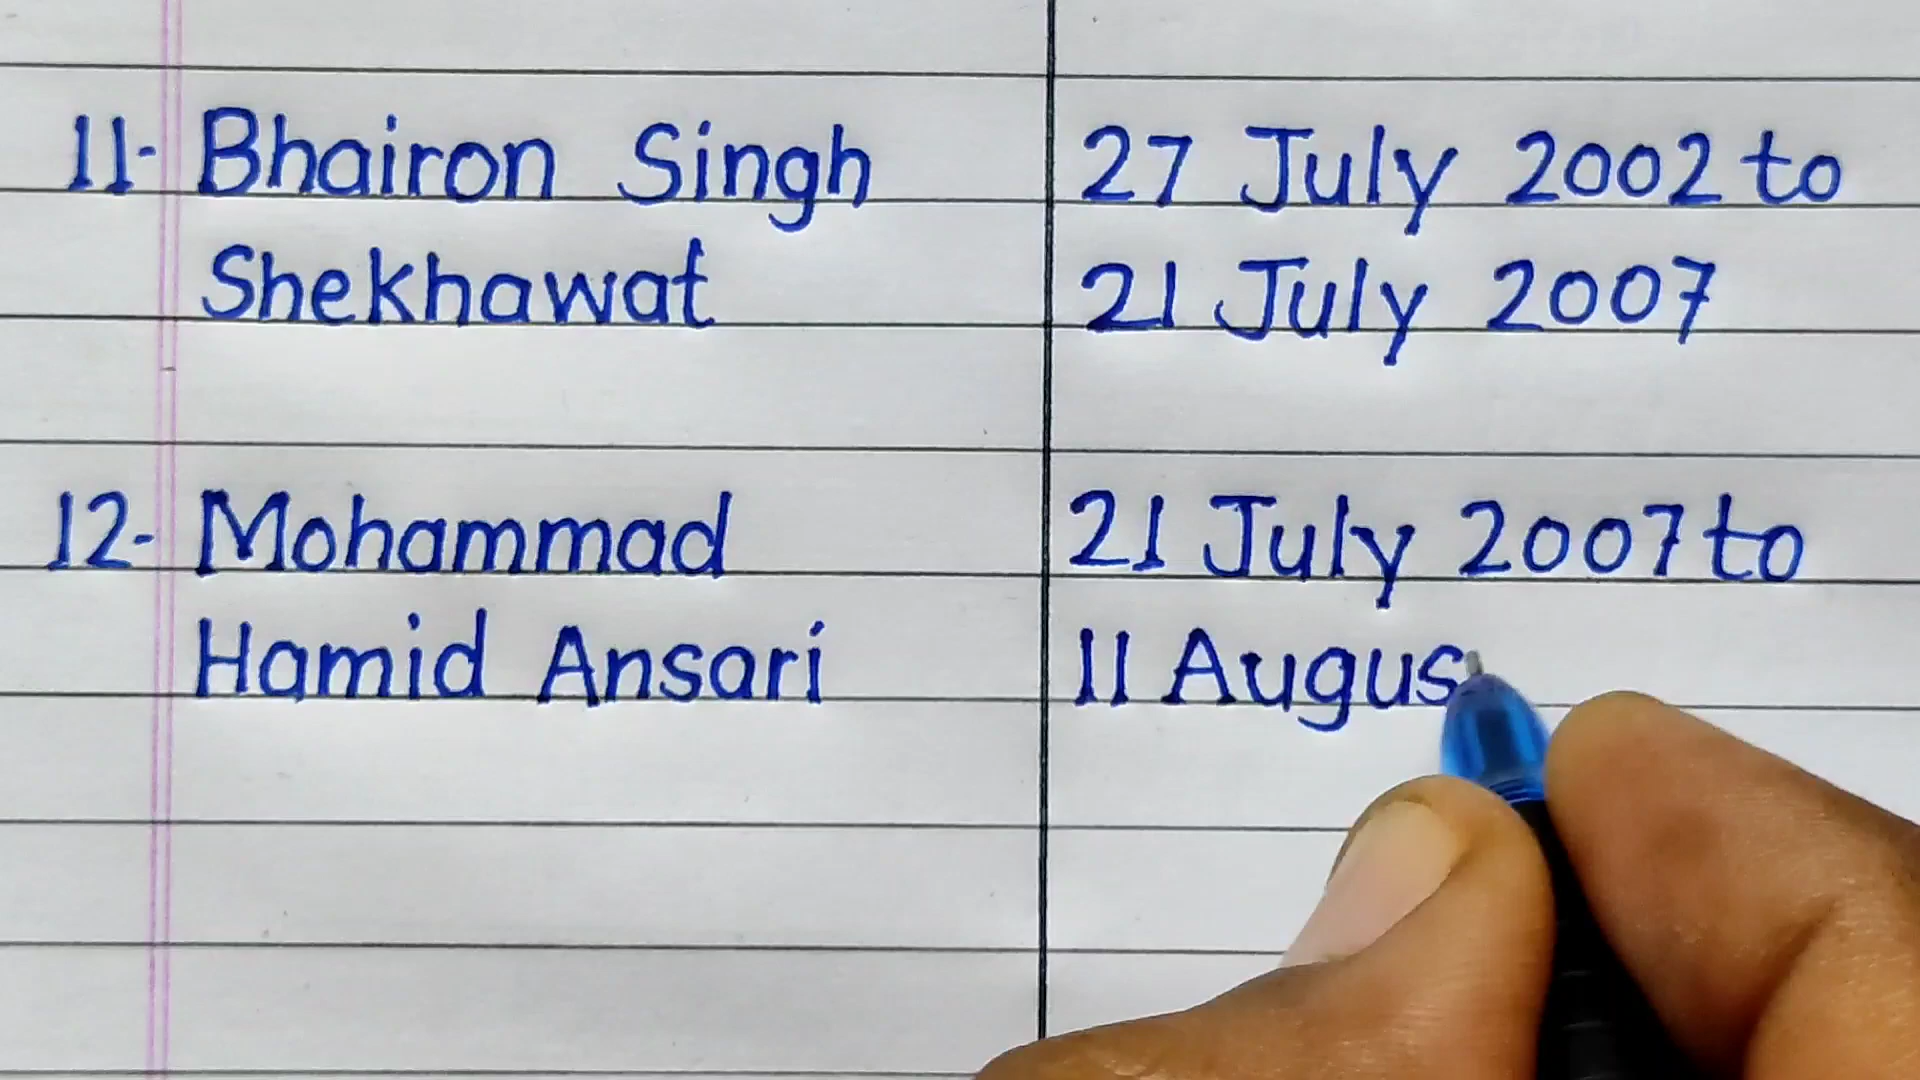 11- Bhairon Singh 27 July 2002 to
Shekhawat 21 July 2007
12- Mohammad 21 July 2007 to
Hamid Ansari 11 Augus